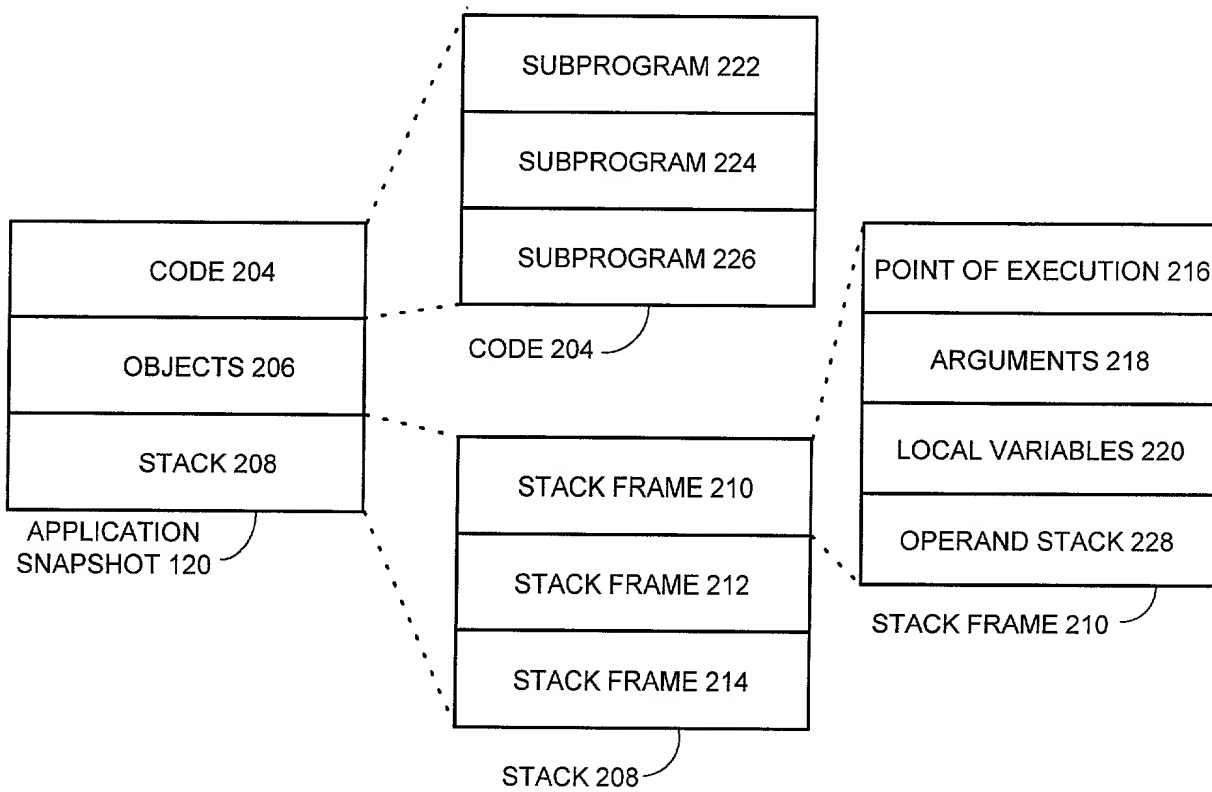 CODE 204
OBJECTS 206
STACK 208
APPLICATION
SNAPSHOT 120
SUBPROGRAM 222
SUBPROGRAM 224
SUBPROGRAM 226
CODE 204
STACK FRAME 210
STACK FRAME 212
STACK FRAME 214
STACK 208
POINT OF EXECUTION 216
ARGUMENTS 218
LOCAL VARIABLES 220
OPERAND STACK 228
STACK FRAME 210